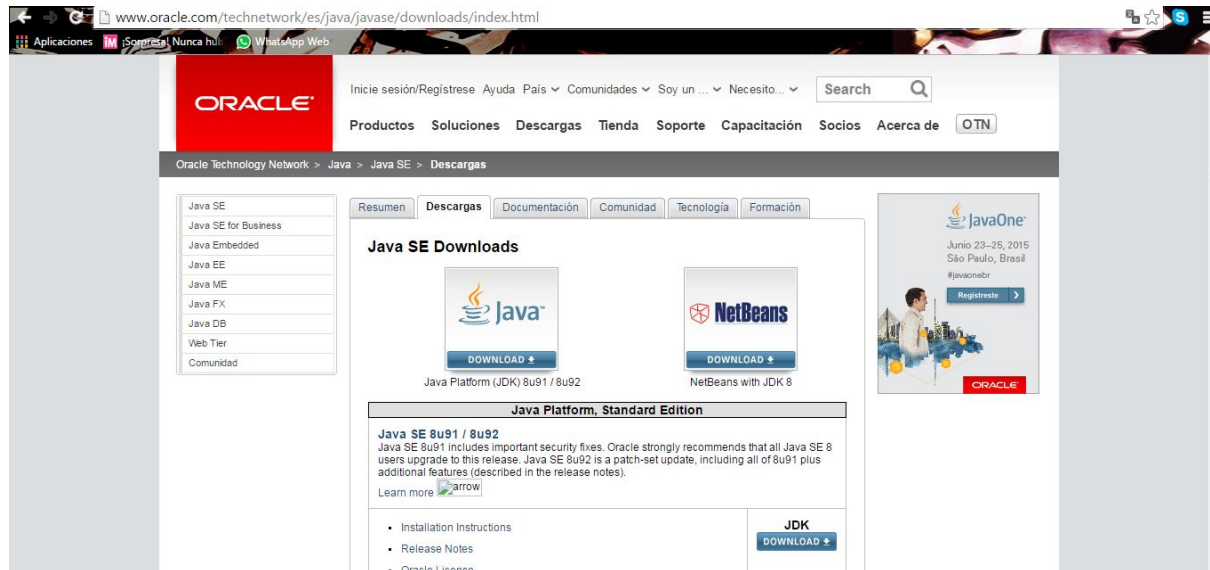 www.oracle.com/technetwork/es/java/javase/downloads/index.html
Aplicaciones iM ¡Sorpresa! Nunca hub WhatsApp Web
ORACLE
Inicie sesión/Regístrese Ayuda País Comunidades Soy un ... Necesito... Search
Productos Soluciones Descargas Tienda Soporte Capacitación Socios Acerca de OTN
Oracle Technology Network > Java > Java SE > Descargas
Java SE
Java SE for Business
Java Embedded
Java EE
Java ME
Java FX
Java DB
Web Tier
Comunidad
Resumen Descargas Documentación Comunidad Tecnología Formación
Java SE Downloads
Java
DOWNLOAD
Java Platform (JDK) 8u91 / 8u92
NetBeans
DOWNLOAD
NetBeans with JDK 8
Java Platform, Standard Edition
Java SE 8u91 / 8u92
Java SE 8u91 includes important security fixes. Oracle strongly recommends that all Java SE 8
users upgrade to this release. Java SE 8u92 is a patch-set update, including all of 8u91 plus
additional features (described in the release notes).
Learn more arrow
Installation Instructions
Release Notes
Oracle License
JDK
DOWNLOAD
JavaOne
Junio 23–25, 2015
São Paulo, Brasil
#javaonebr
Regístreste
ORACLE